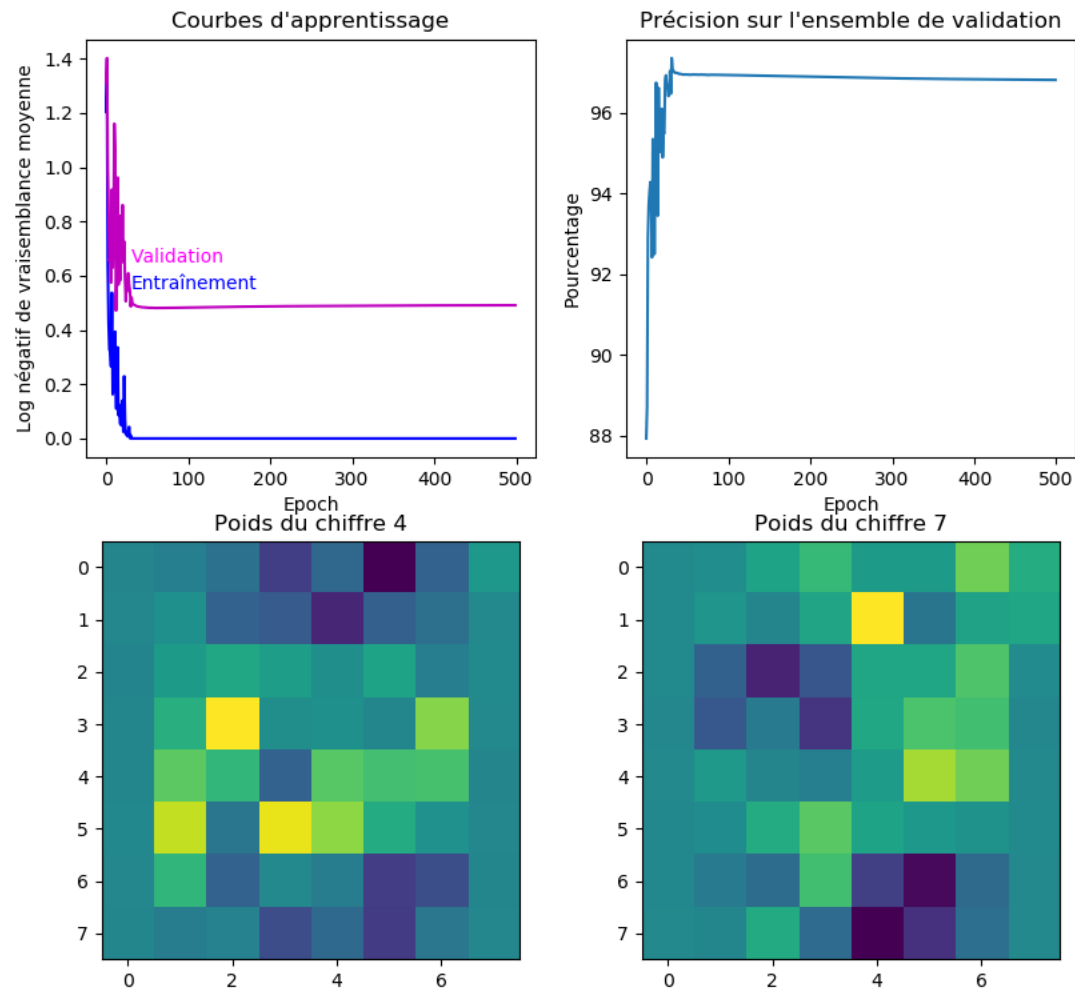 Courbes d'apprentissage
Log négatif de vraisemblance moyenne
1.4
1.2
1.0
0.8
0.6
0.4
0.2
0.0
Validation
Entraînement
0 100 200 300 400 500
Epoch
Précision sur l'ensemble de validation
Pourcentage
96
94
92
90
88
0 100 200 300 400 500
Epoch
Poids du chiffre 4
0
1
2
3
4
5
6
7
0 2 4 6
Poids du chiffre 7
0
1
2
3
4
5
6
7
0 2 4 6